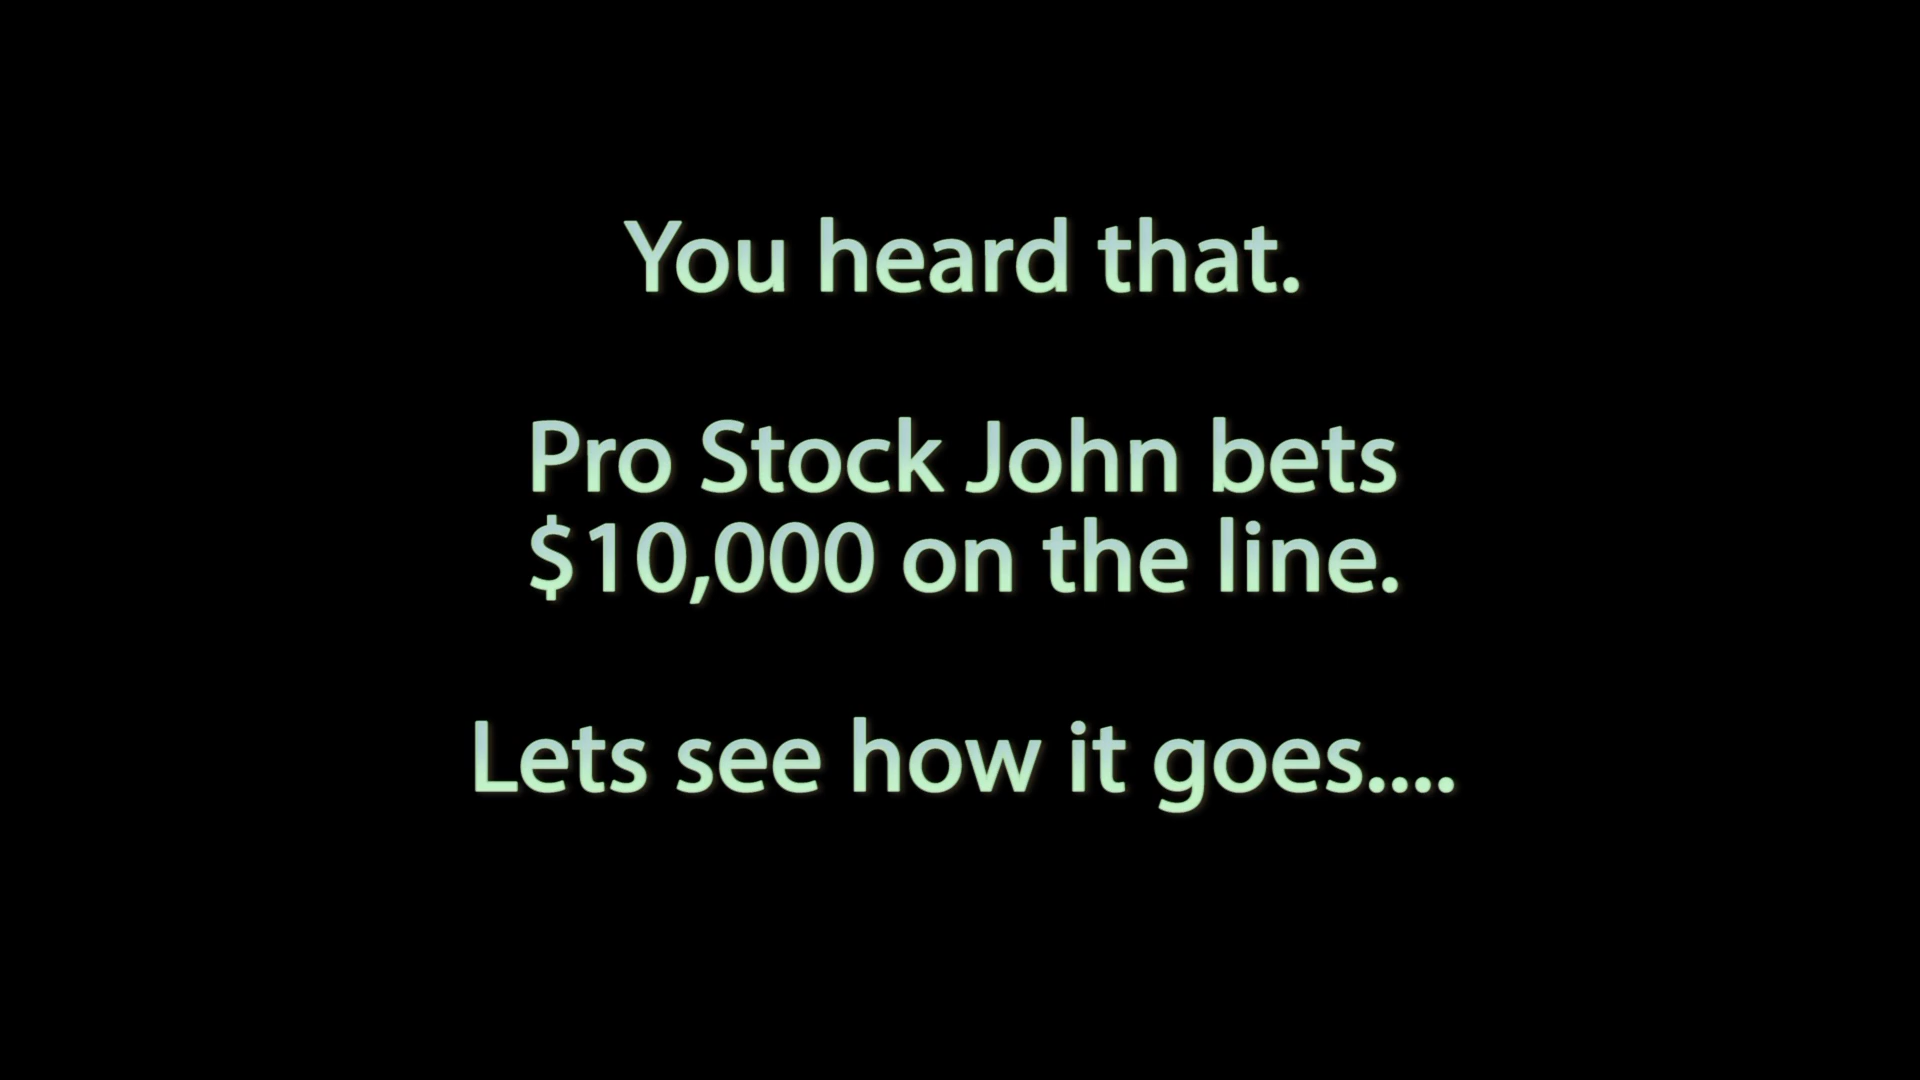 You heard that.
Pro Stock John bets
$10,000 on the line.
Lets see how it goes....